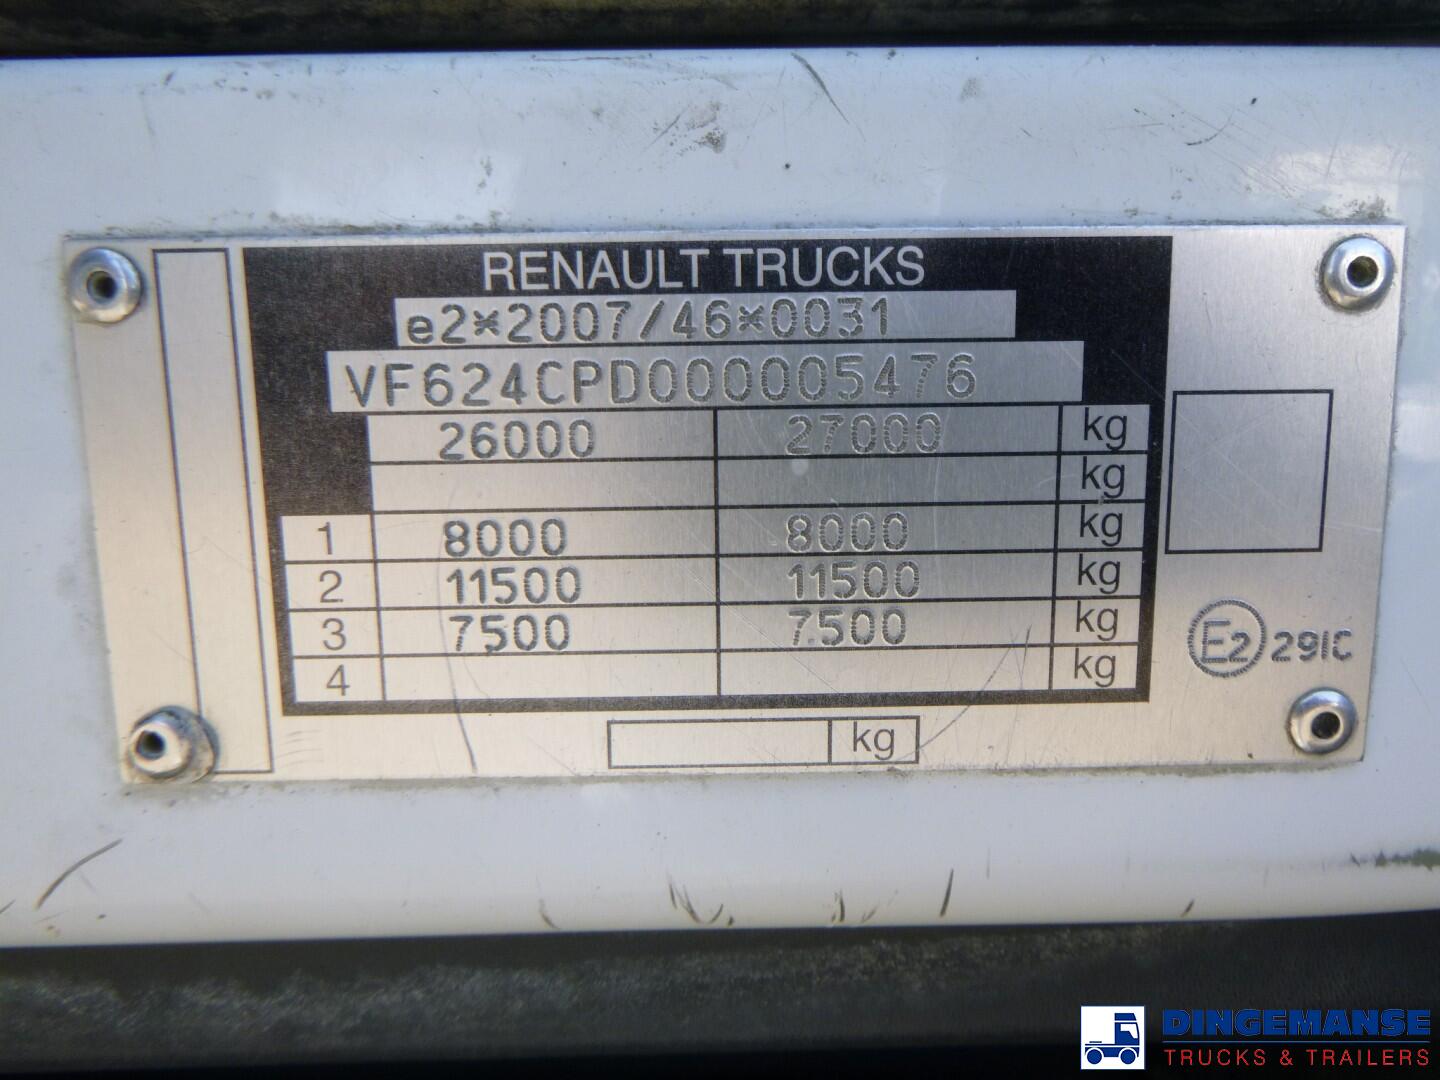 RENAULT TRUCKS
e2*2007/46*0031
VF624CPD000005476
26000 27000 kg
kg
1 8000 8000 kg
2 11500 11500 kg
3 7500 7500 kg
4 kg
kg
E2 291C
DINGEMANSE
TRUCKS & TRAILERS